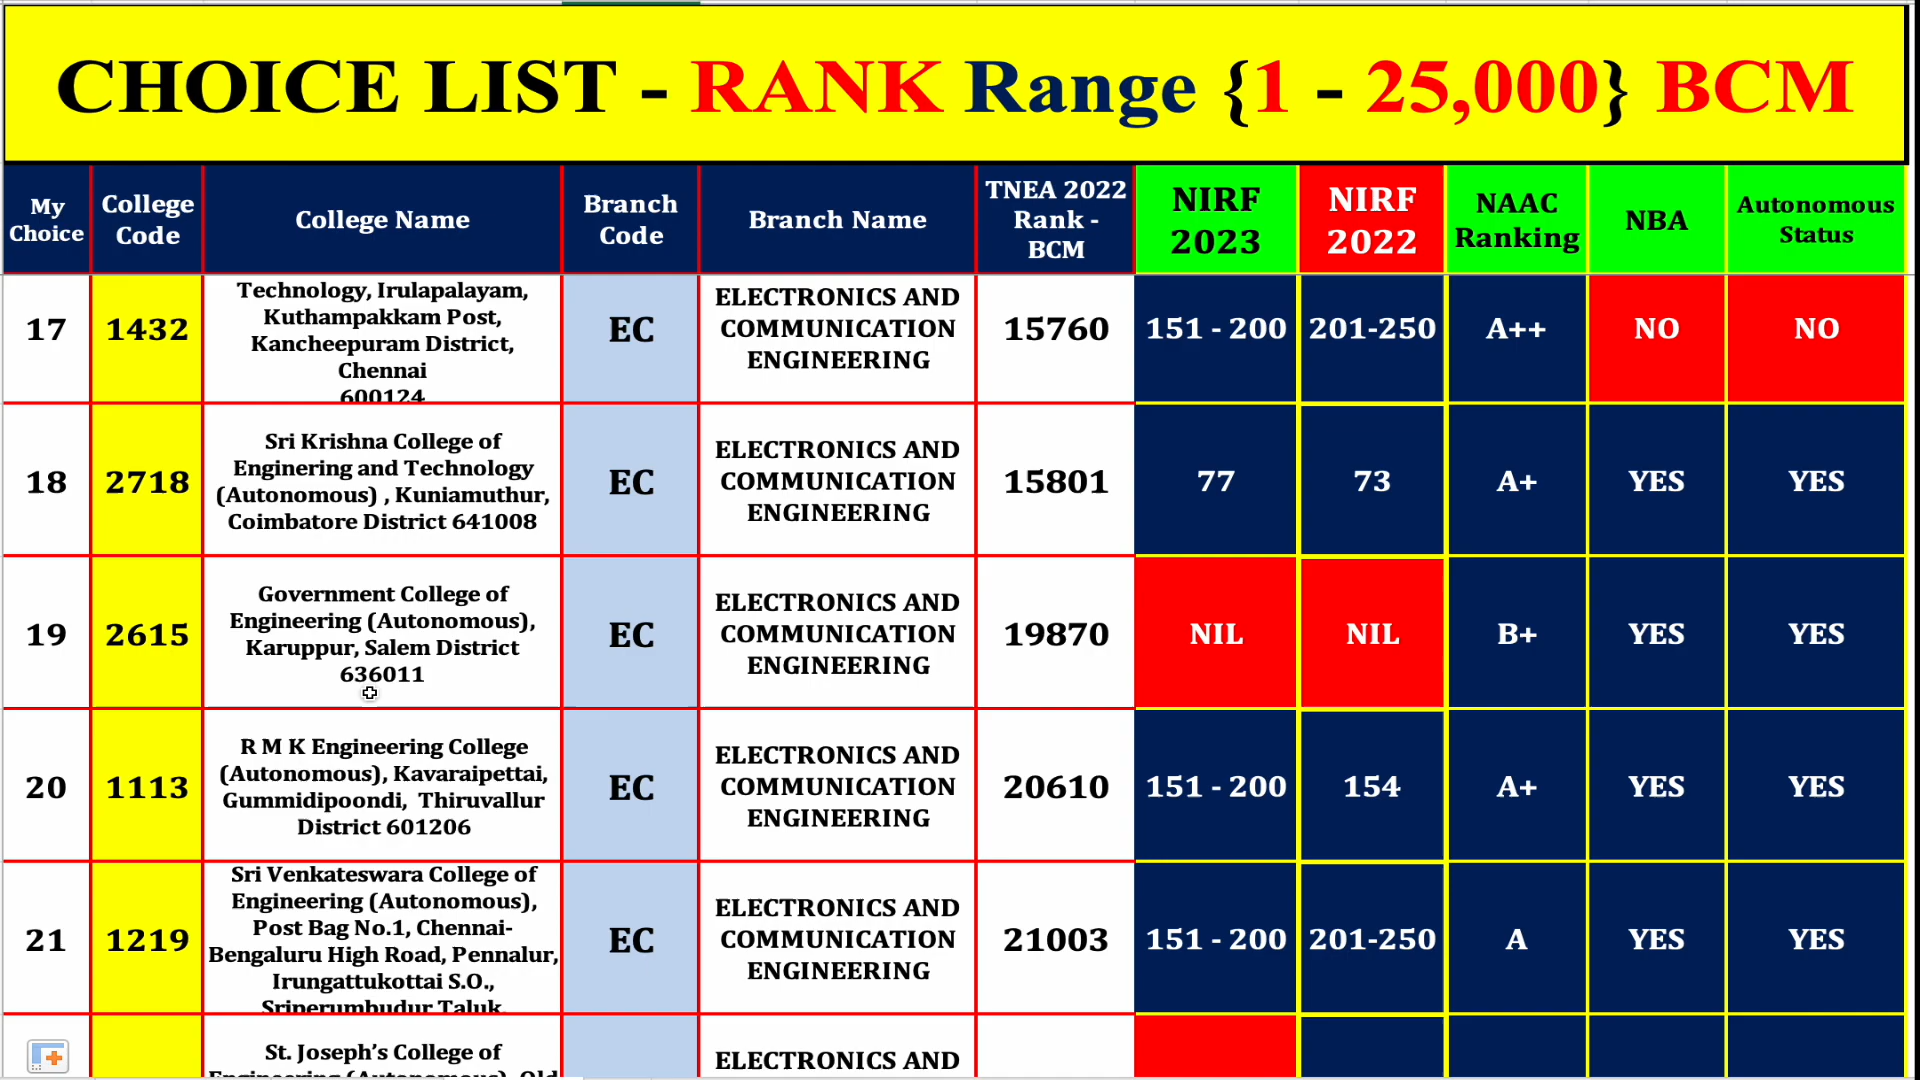 CHOICE LIST - RANK Range {1 - 25,000} BCM
My Choice
College Code
College Name
Branch Code
Branch Name
TNEA 2022 Rank - BCM
NIRF 2023
NIRF 2022
NAAC Ranking
NBA
Autonomous Status
17
1432
Technology, Irulapalayam,
Kuthampakkam Post,
Kancheepuram District,
Chennai
600124
EC
ELECTRONICS AND
COMMUNICATION
ENGINEERING
15760
151 - 200
201-250
A++
NO
NO
18
2718
Sri Krishna College of
Enginering and Technology
(Autonomous) , Kuniamuthur,
Coimbatore District 641008
EC
ELECTRONICS AND
COMMUNICATION
ENGINEERING
15801
77
73
A+
YES
YES
19
2615
Government College of
Engineering (Autonomous),
Karuppur, Salem District
636011
EC
ELECTRONICS AND
COMMUNICATION
ENGINEERING
19870
NIL
NIL
B+
YES
YES
20
1113
R M K Engineering College
(Autonomous), Kavaraipettai,
Gummidipoondi, Thiruvallur
District 601206
EC
ELECTRONICS AND
COMMUNICATION
ENGINEERING
20610
151 - 200
154
A+
YES
YES
21
1219
Sri Venkateswara College of
Engineering (Autonomous),
Post Bag No.1, Chennai-
Bengaluru High Road, Pennalur,
Irungattukottai S.O.,
Sriperumbudur Taluk,
EC
ELECTRONICS AND
COMMUNICATION
ENGINEERING
21003
151 - 200
201-250
A
YES
YES
St. Joseph's College of
Engineering (Autonomous), Old
ELECTRONICS AND